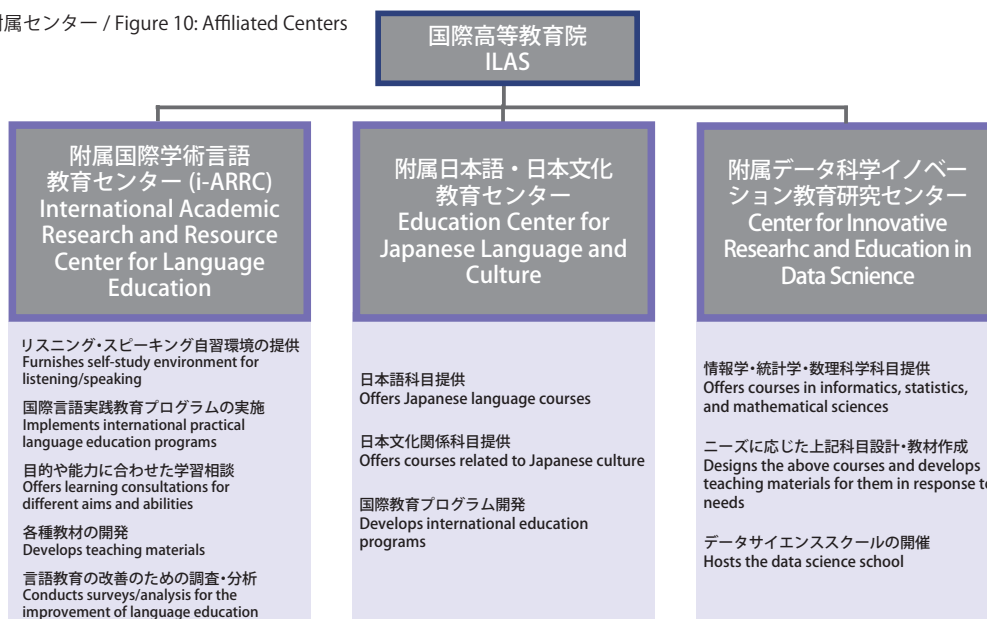 属センター / Figure 10: Affiliated Centers
国際高等教育院
ILAS
附属国際学術言語
教育センター (i-ARRC)
International Academic
Research and Resource
Center for Language
Education
リスニング・スピーキング自習環境の提供
Furnishes self-study environment for
listening/speaking
国際言語実践教育プログラムの実施
Implements international practical
language education programs
目的や能力に合わせた学習相談
Offers learning consultations for
different aims and abilities
各種教材の開発
Develops teaching materials
言語教育の改善のための調査・分析
Conducts surveys/analysis for the
improvement of language education
附属日本語・日本文化
教育センター
Education Center for
Japanese Language and
Culture
日本語科目提供
Offers Japanese language courses
日本文化関係科目提供
Offers courses related to Japanese culture
国際教育プログラム開発
Develops international education
programs
附属データ科学イノベー
ション教育研究センター
Center for Innovative
Researhc and Education in
Data Scnience
情報学・統計学・数理科学科目提供
Offers courses in informatics, statistics,
and mathematical sciences
ニーズに応じた上記科目設計・教材作成
Designs the above courses and develops
teaching materials for them in response to
needs
データサイエンススクールの開催
Hosts the data science school